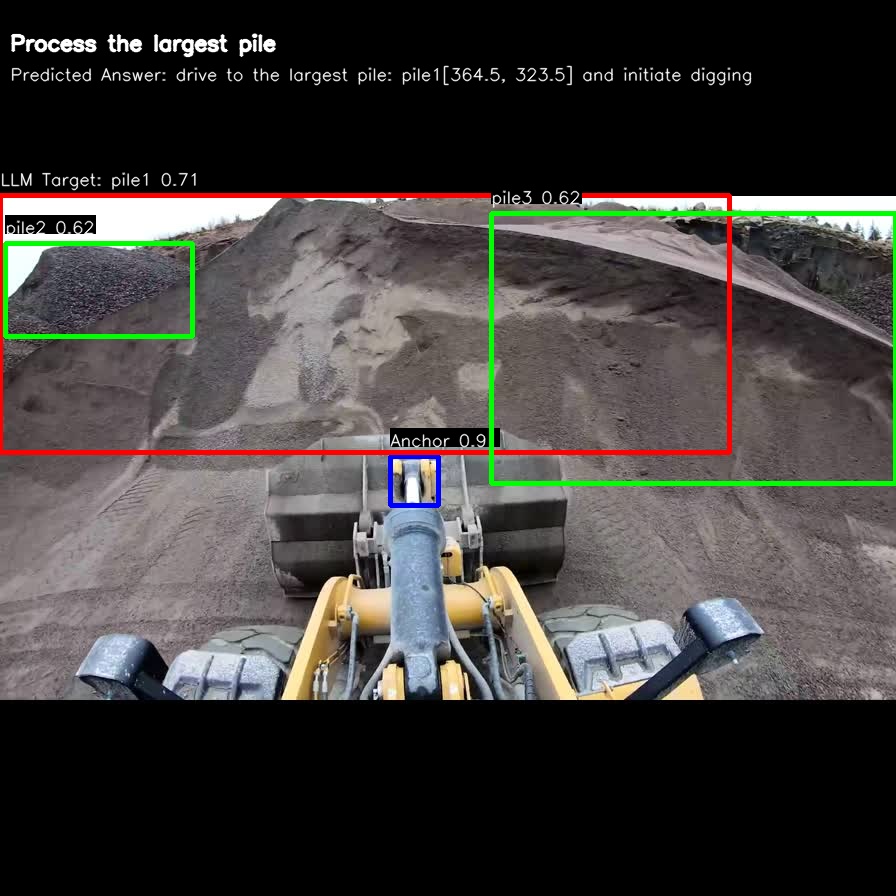 Process the largest pile
Predicted Answer: drive to the largest pile: pile1[364.5, 323.5] and initiate digging
LLM Target: pile1 0.71
pile3 0.62
pile2 0.62
Anchor 0.9